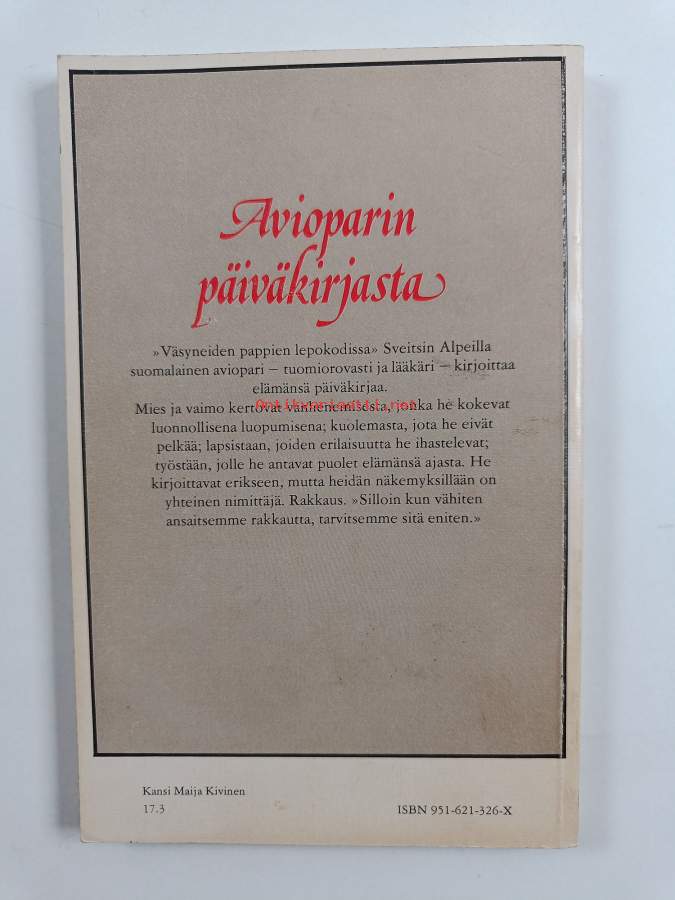 Avioparin
päiväkirjasta
»Väsyneiden pappien lepokodissa» Sveitsin Alpeilla
suomalainen aviopari – tuomiorovasti ja lääkäri – kirjoittaa
elämänsä päiväkirjaa.
Mies ja vaimo kertovat vanhenemisesta, jonka he kokevat
luonnollisena luopumisena; kuolemasta, jota he eivät
pelkää; lapsistaan, joiden erilaisuutta he ihastelevat;
työstään, jolle he antavat puolet elämänsä ajasta. He
kirjoittavat erikseen, mutta heidän näkemyksillään on
yhteinen nimittäjä. Rakkaus. »Silloin kun vähiten
ansaitsemme rakkautta, tarvitsemme sitä eniten.»
Antikvariaatti.net
Kansi Maija Kivinen
17.3
ISBN 951-621-326-X